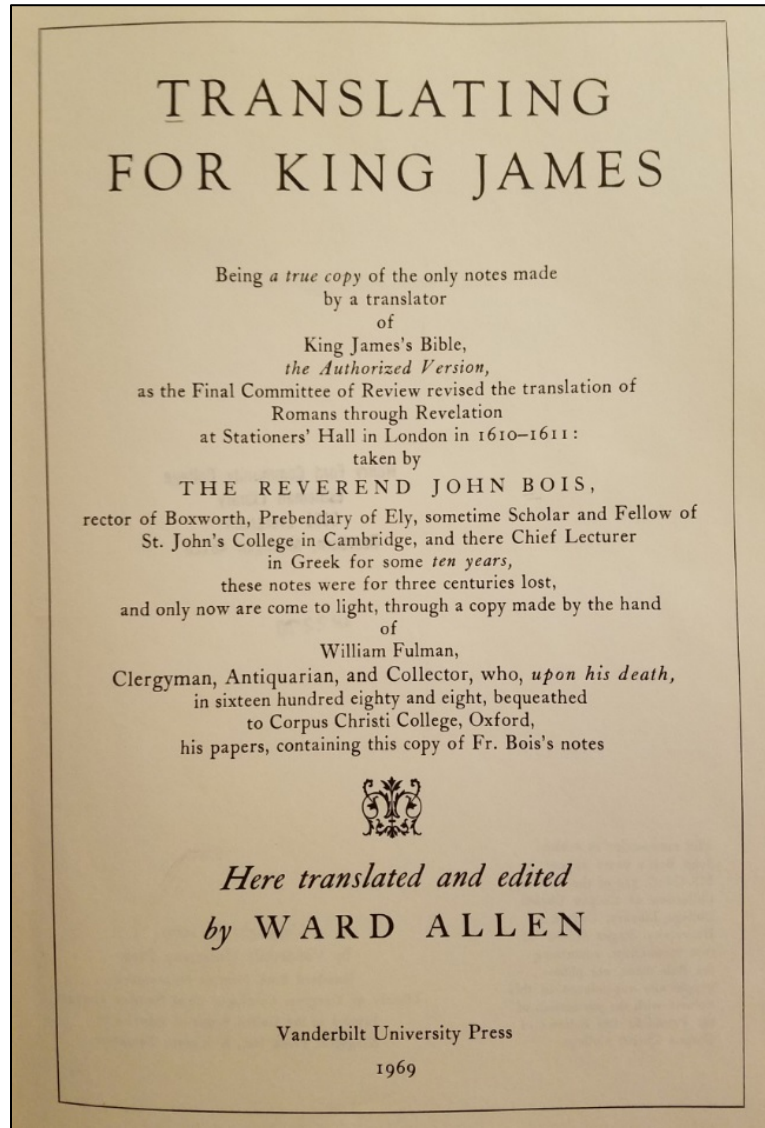 TRANSLATING
FOR KING JAMES
Being a true copy of the only notes made
by a translator
of
King James's Bible,
the Authorized Version,
as the Final Committee of Review revised the translation of
Romans through Revelation
at Stationers' Hall in London in 1610–1611:
taken by
THE REVEREND JOHN BOIS,
rector of Boxworth, Prebendary of Ely, sometime Scholar and Fellow of
St. John's College in Cambridge, and there Chief Lecturer
in Greek for some ten years,
these notes were for three centuries lost,
and only now are come to light, through a copy made by the hand
of
William Fulman,
Clergyman, Antiquarian, and Collector, who, upon his death,
in sixteen hundred eighty and eight, bequeathed
to Corpus Christi College, Oxford,
his papers, containing this copy of Fr. Bois's notes
Here translated and edited
by WARD ALLEN
Vanderbilt University Press
1969